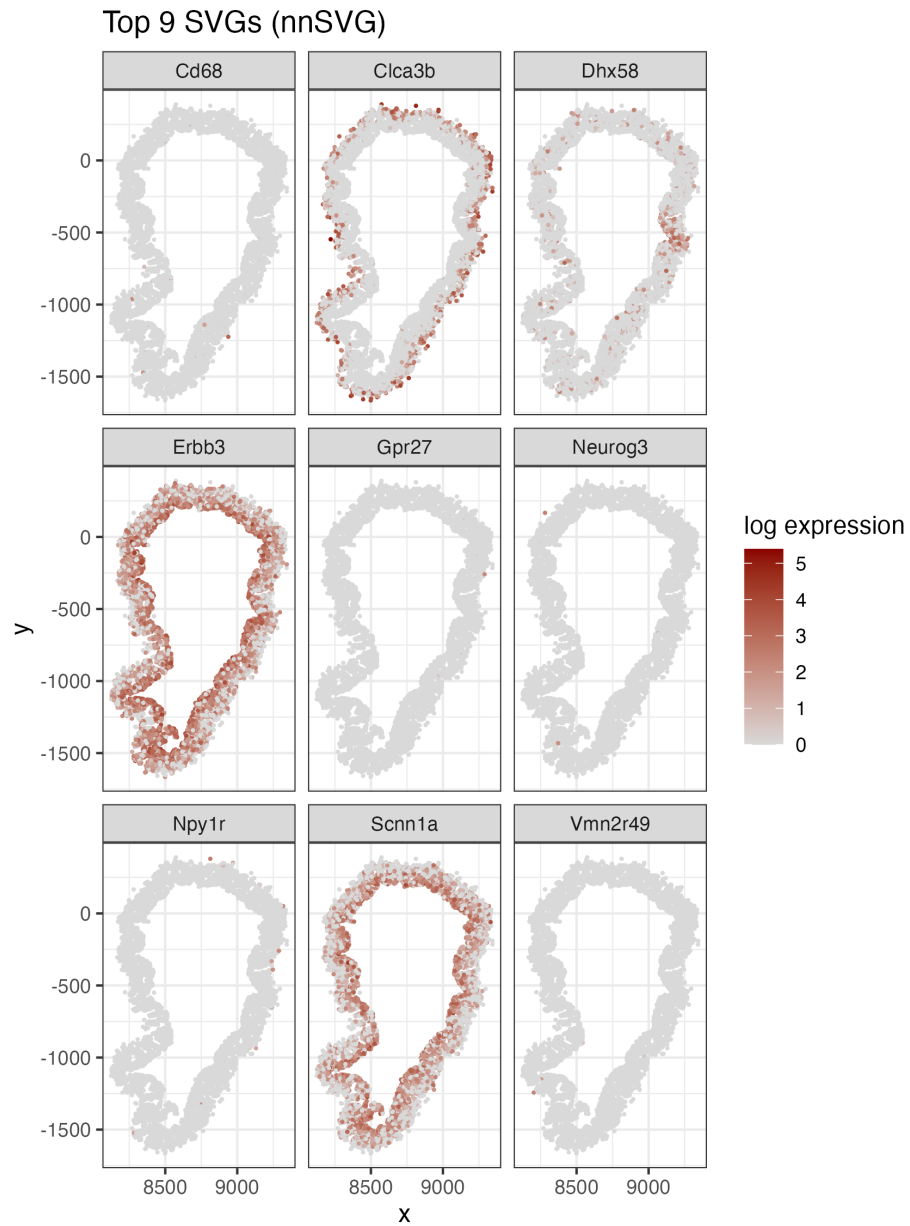 Top 9 SVGs (nnSVG)
Cd68 Clca3b Dhx58
0
-500
-1000
-1500
Erbb3 Gpr27 Neurog3
0
-500
-1000
-1500
log expression
5
4
3
2
1
0
y
Npy1r Scnn1a Vmn2r49
0
-500
-1000
-1500
8500 9000 8500 9000 8500 9000
x